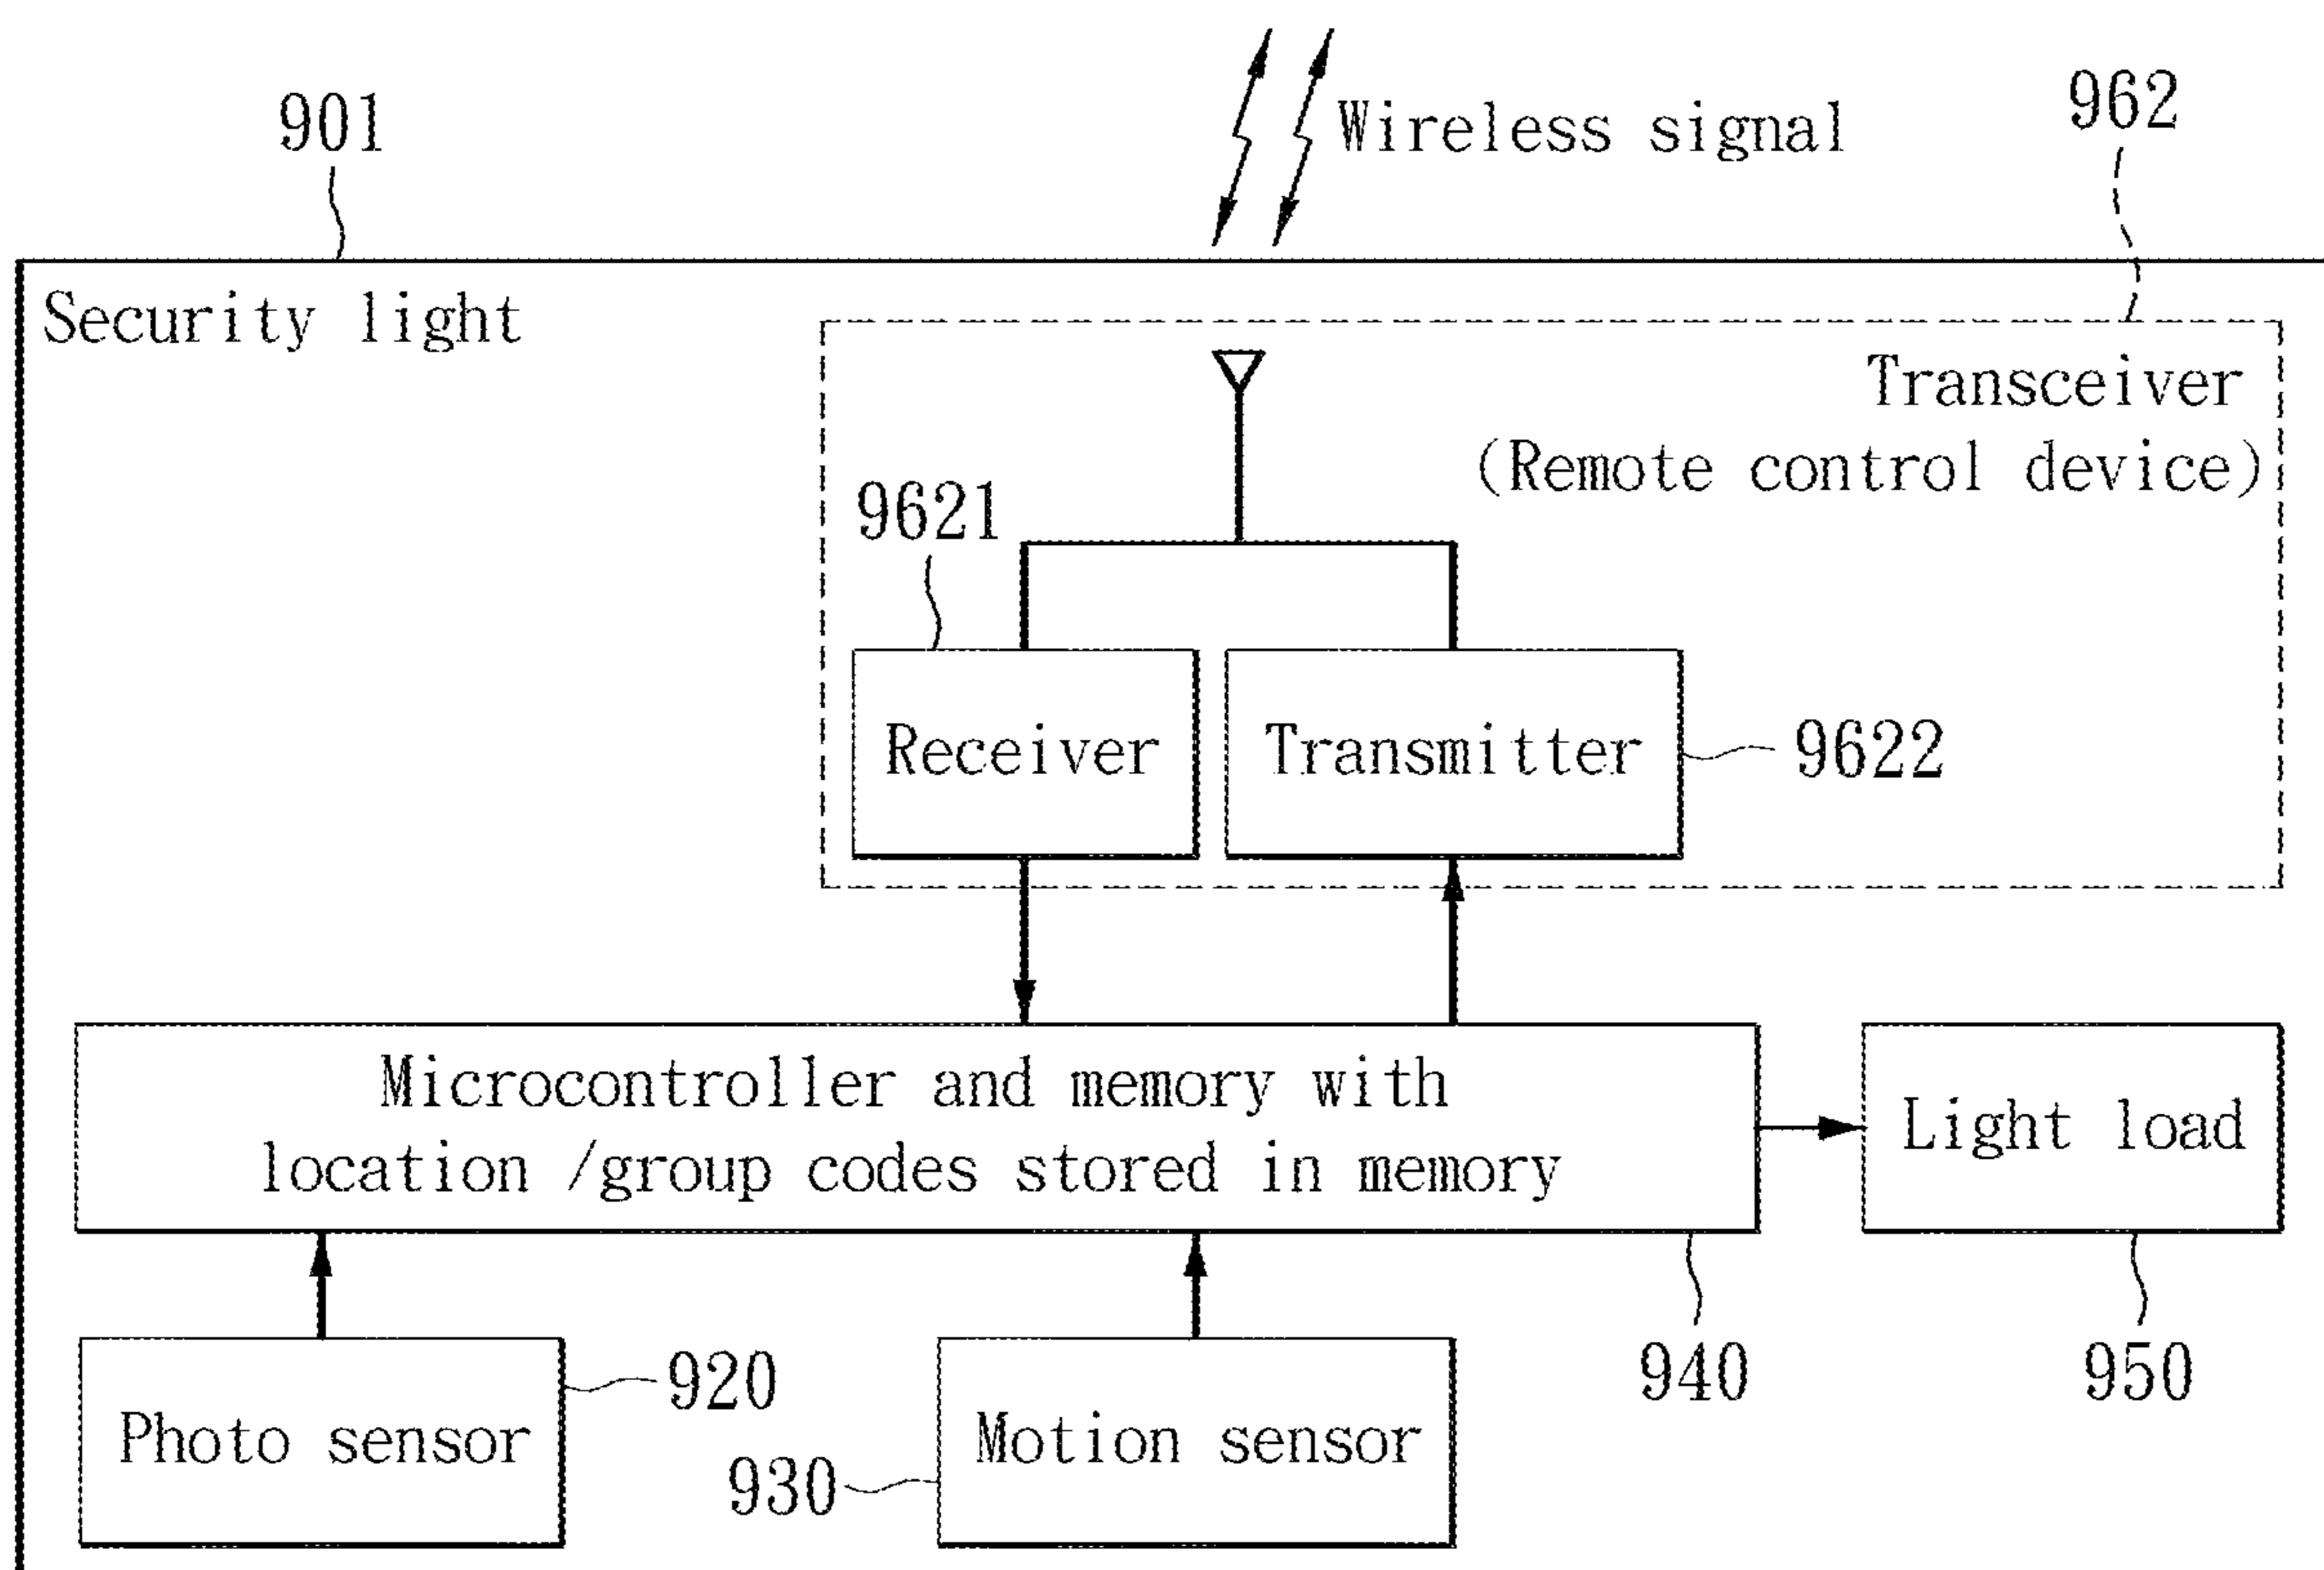 901
Wireless signal
962
Security light
Transceiver
(Remote control device)
9621
Receiver
Transmitter
9622
Microcontroller and memory with
location /group codes stored in memory
Light load
Photo sensor
920
930
Motion sensor
940
950